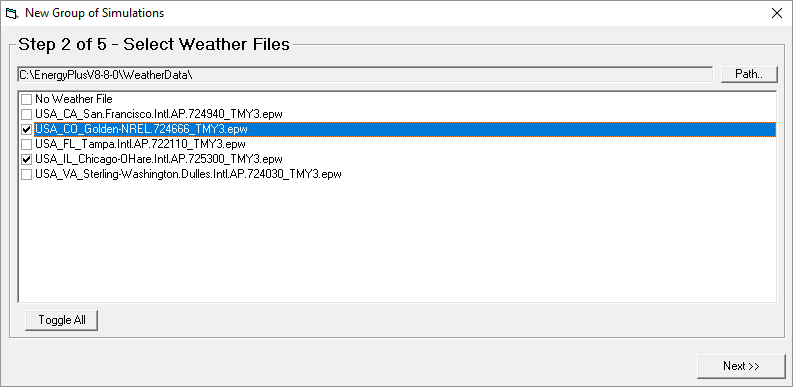 New Group of Simulations
Step 2 of 5 - Select Weather Files
C:\EnergyPlusV8-8-0\WeatherData\
Path..
No Weather File
USA_CA_San.Francisco.Intl.AP.724940_TMY3.epw
USA_CO_Golden-NREL.724666_TMY3.epw
USA_FL_Tampa.Intl.AP.722110_TMY3.epw
USA_IL_Chicago-OHare.Intl.AP.725300_TMY3.epw
USA_VA_Sterling-Washington.Dulles.Intl.AP.724030_TMY3.epw
Toggle All
Next >>